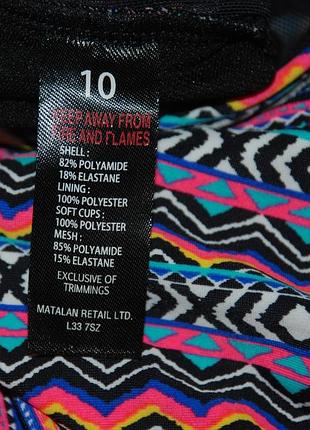 10
KEEP AWAY FROM
FIRE AND FLAMES
SHELL :
82% POLYAMIDE
18% ELASTANE
LINING :
100% POLYESTER
SOFT CUPS :
100% POLYESTER
MESH :
85% POLYAMIDE
15% ELASTANE
EXCLUSIVE OF
TRIMMINGS
MATALAN RETAIL LTD.
L33 7SZ